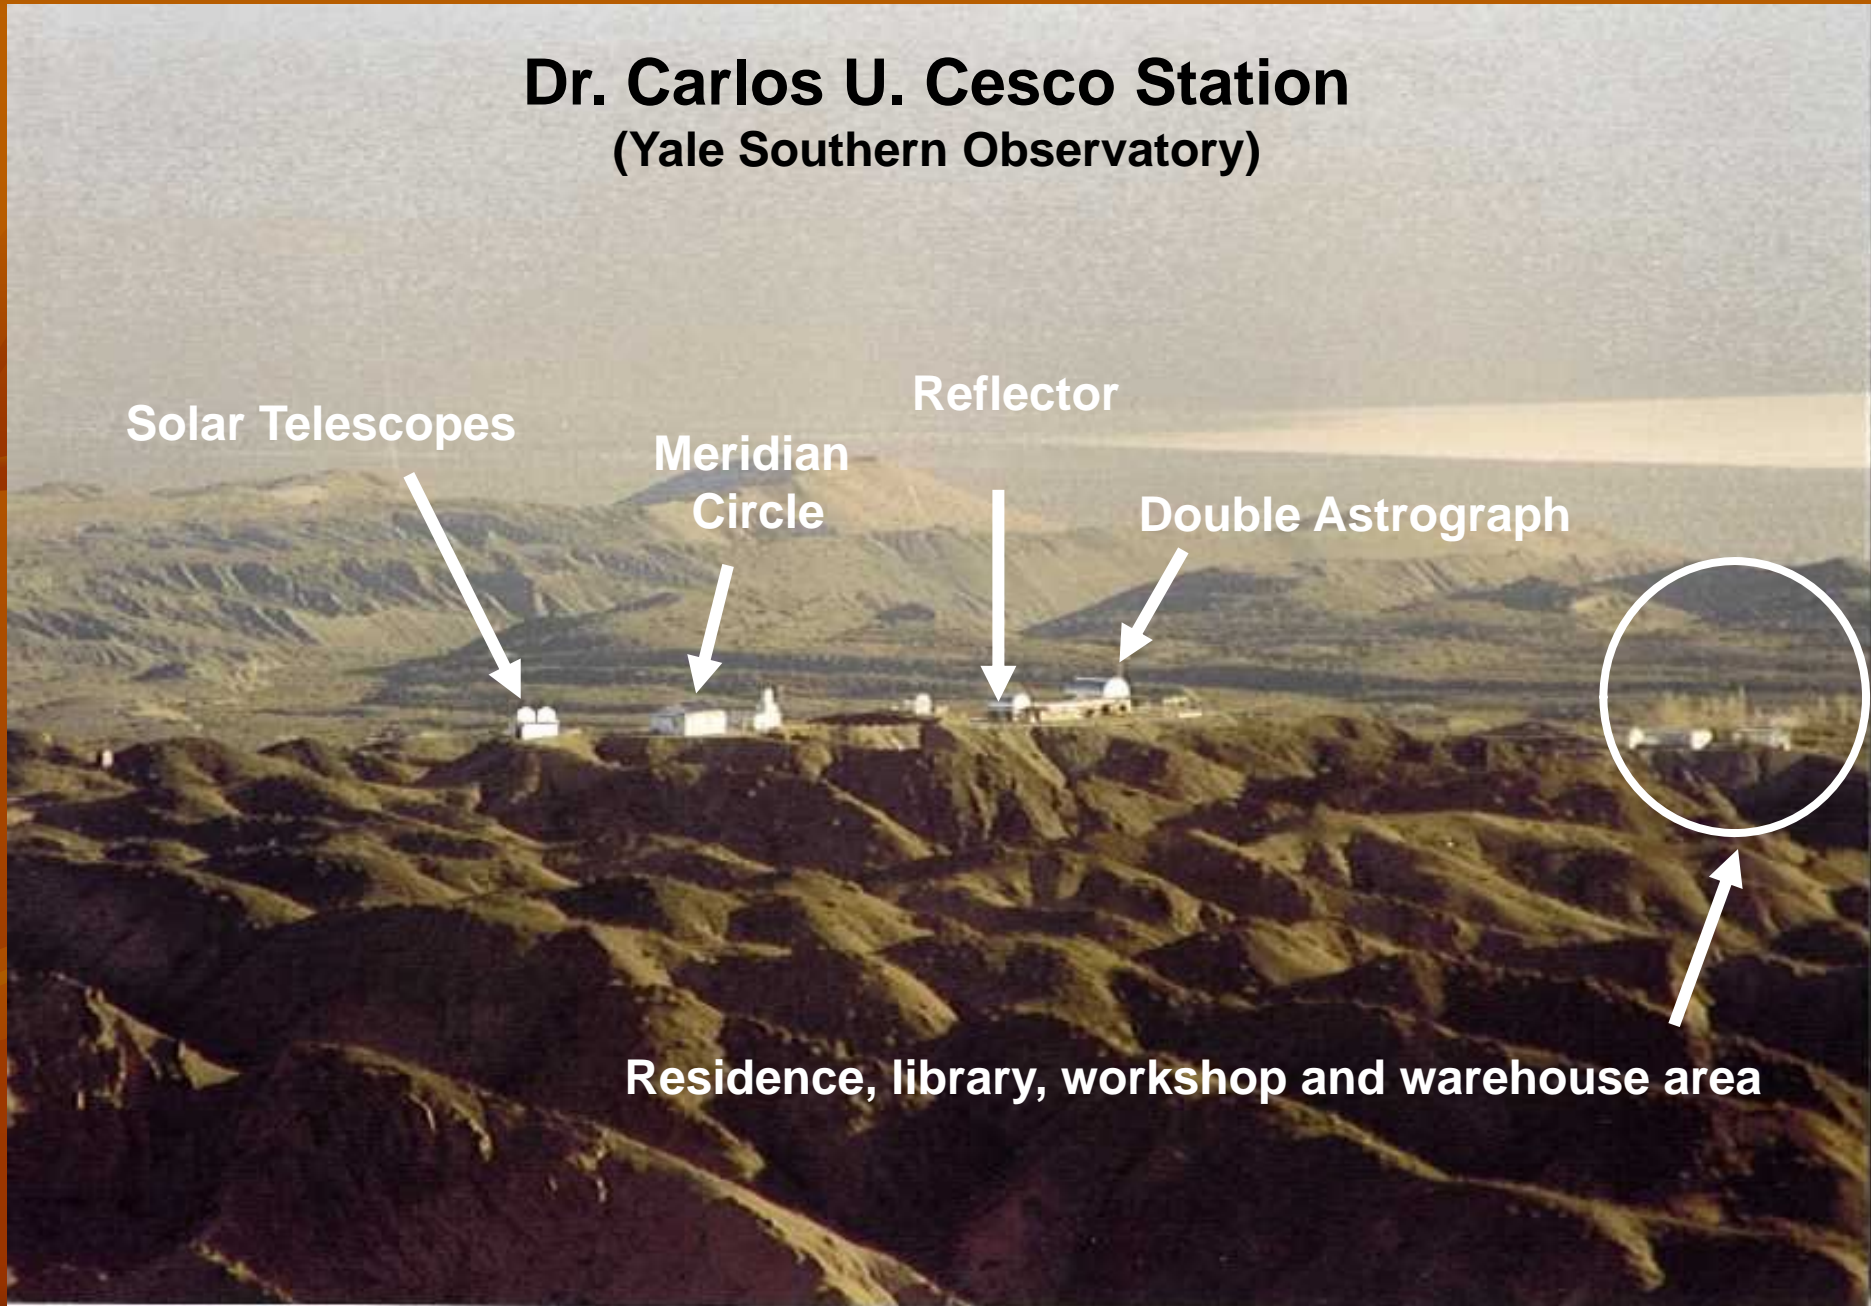 Dr. Carlos U. Cesco Station
(Yale Southern Observatory)
Reflector
Solar Telescopes
Meridian
Circle
Double Astrograph
Residence, library, workshop and warehouse area